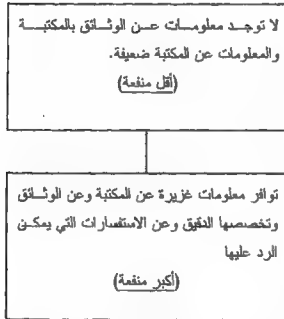 لا توجد معلومات عن الوثائق بالمكتبة
والمعلومات عن المكتبة ضعيفة.
(أقل منفعة)
توافر معلومات غزيرة عن المكتبة وعن الوثائق
وتخصصها الدقيق وعن الاستفسارات التي يمكن
الرد عليها
(أكبر منفعة)